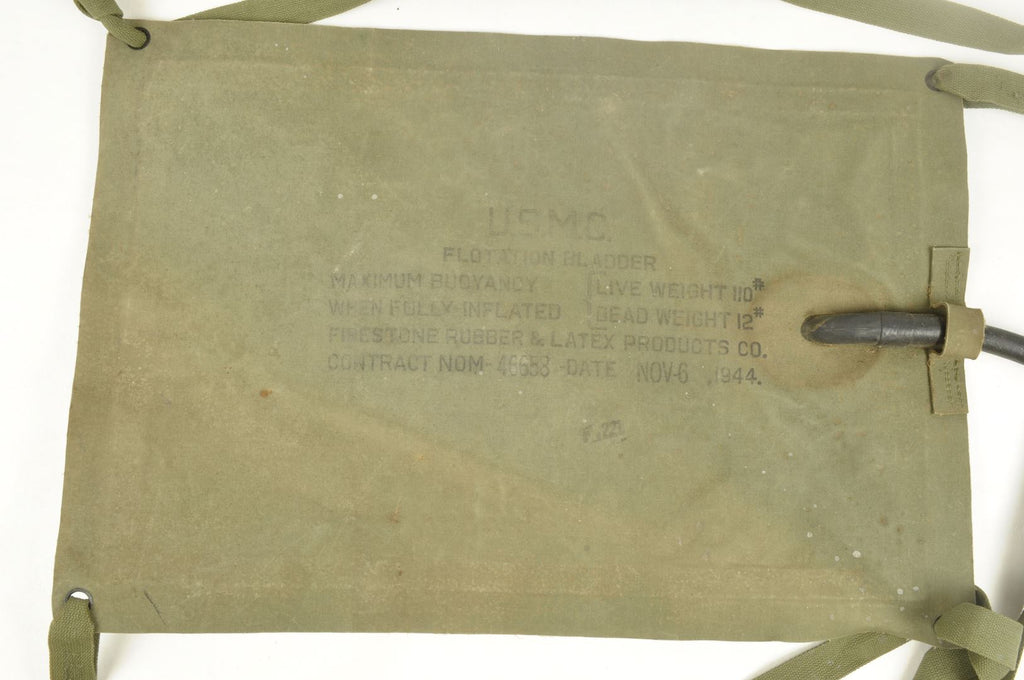 U.S.M.C.
FLOTATION BLADDER
MAXIMUM BUOYANCY [LIVE WEIGHT 110#
WHEN FULLY INFLATED ]DEAD WEIGHT 12#
FIRESTONE RUBBER & LATEX PRODUCTS CO.
CONTRACT NOM-46658 -DATE NOV-6 ,1944.